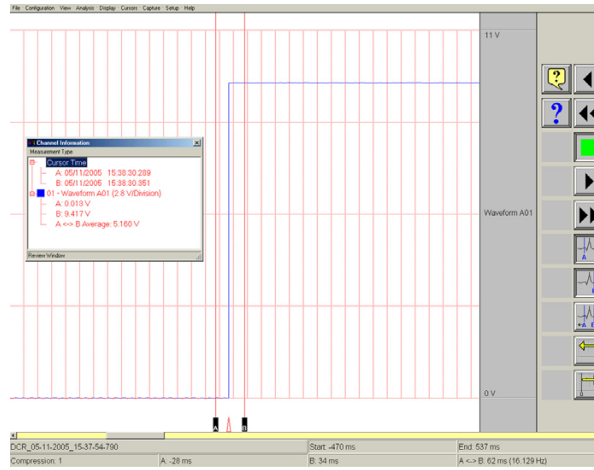 File Configuration View Analysis Display Cursors Capture Setup Help
11 V
Channel Information
Measurement Type
Cursor Time
A: 05/11/2005 15:38:30.289
B: 05/11/2005 15:38:30.351
01 - Waveform A01 (2.8 V/Division)
A: 0.018 V
B: 9.417 V
A <-> B Average: 5.160 V
Review Window
Waveform A01
0 V
A
B
DCR_05-11-2005_15-37-54-790
Start: -470 ms
End: 537 ms
Compression: 1
A: -28 ms
B: 34 ms
A <-> B: 62 ms (16.129 Hz)